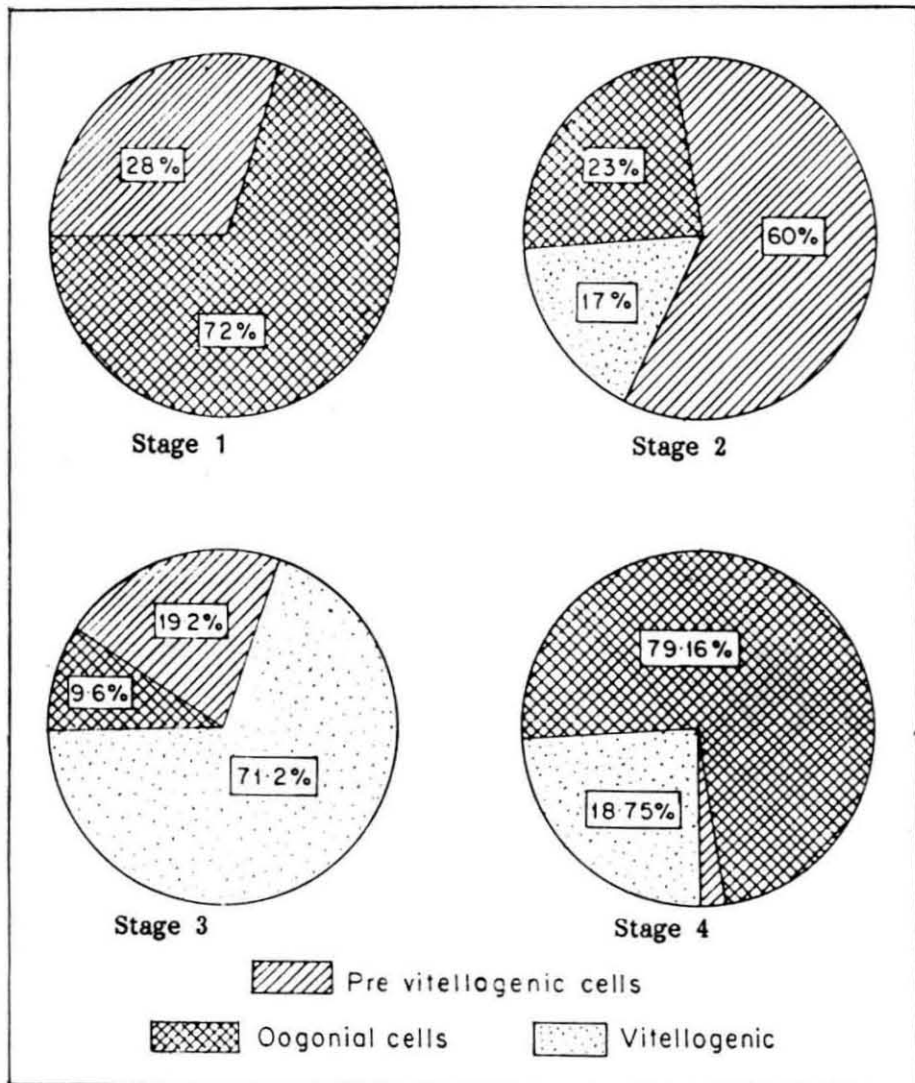 28%
72%
Stage 1
23%
60%
17%
Stage 2
19·2%
9·6%
71·2%
Stage 3
79·16%
18·75%
Stage 4
Pre vitellogenic cells
Oogonial cells
Vitellogenic